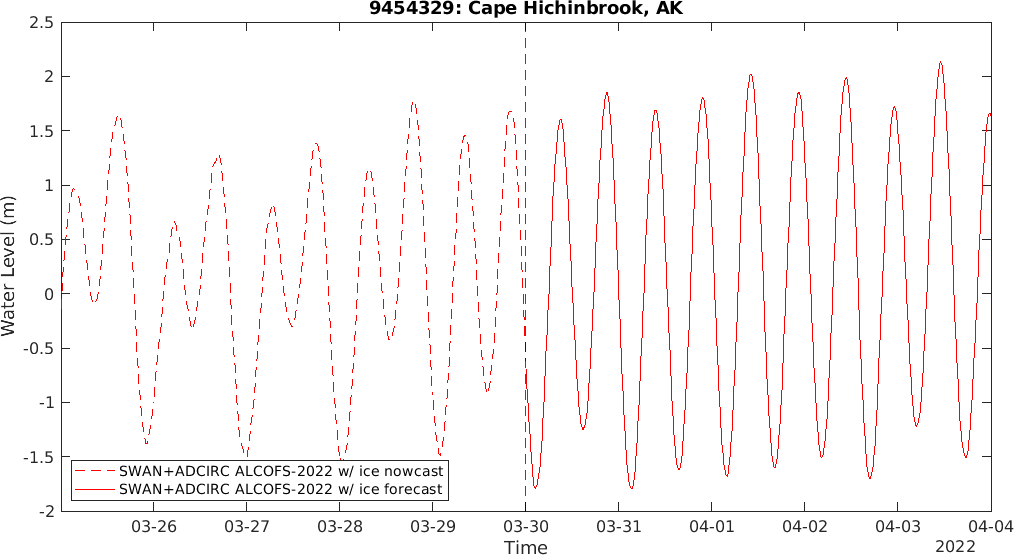 9454329: Cape Hichinbrook, AK
2.5
2
1.5
1
0.5
0
-0.5
-1
-1.5
-2
Water Level (m)
SWAN+ADCIRC ALCOFS-2022 w/ ice nowcast
SWAN+ADCIRC ALCOFS-2022 w/ ice forecast
03-26 03-27 03-28 03-29 03-30 03-31 04-01 04-02 04-03 04-04
Time
2022